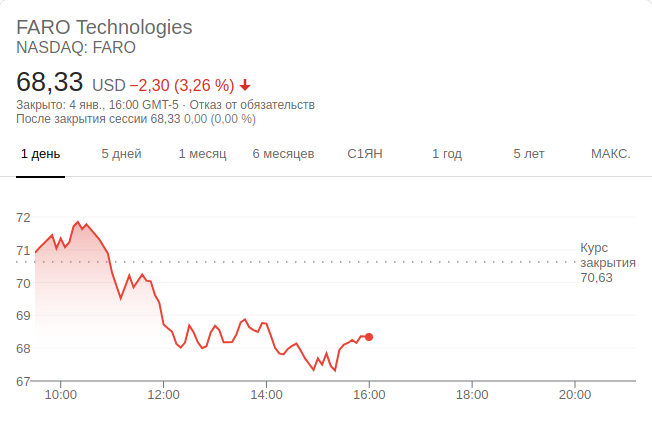 FARO Technologies
NASDAQ: FARO
68,33 USD −2,30 (3,26 %)
Закрыто: 4 янв., 16:00 GMT-5 · Отказ от обязательств
После закрытия сессии 68,33 0,00 (0,00 %)
1 день 5 дней 1 месяц 6 месяцев С1ЯН 1 год 5 лет МАКС.
72
71
70
69
68
67
Курс
закрытия
70,63
10:00 12:00 14:00 16:00 18:00 20:00